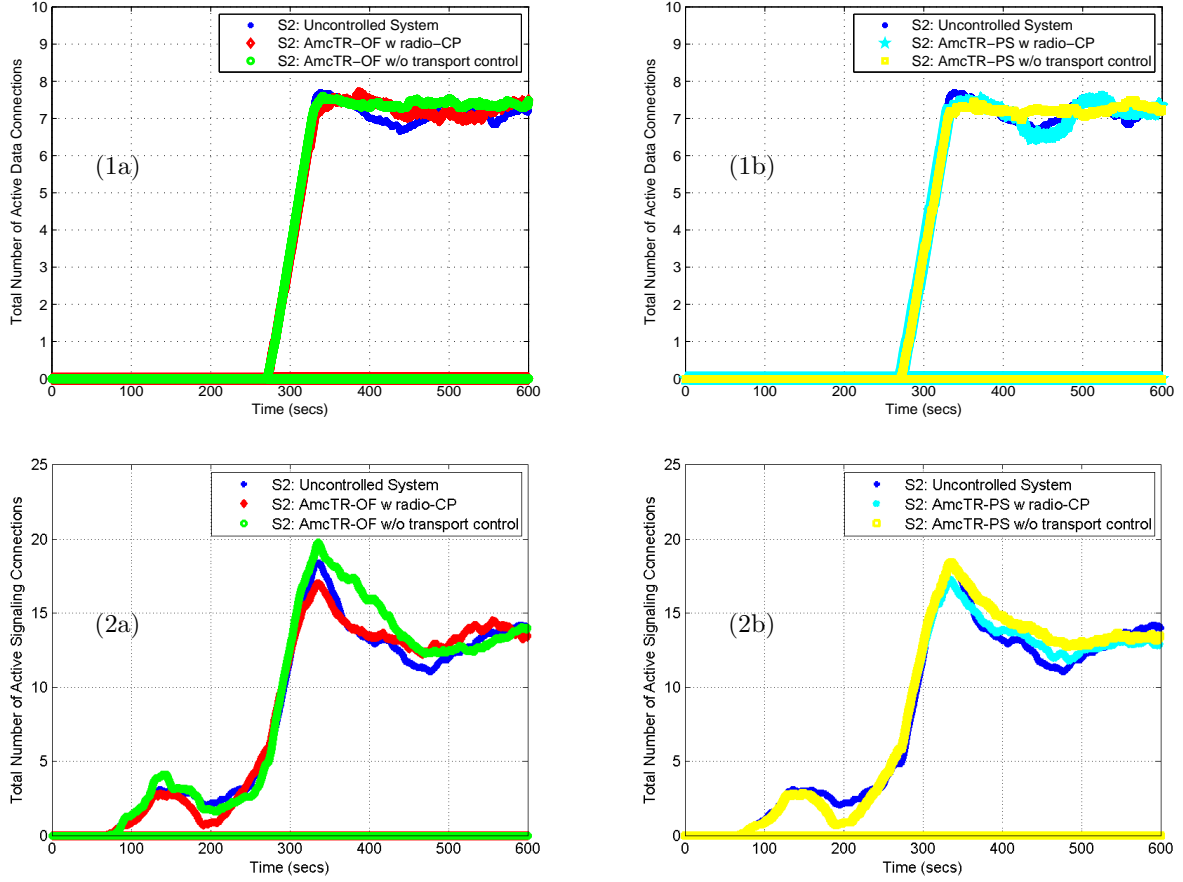 10
9
8
7
6
5
4
3
2
1
0
Total Number of Active Data Connections
S2: Uncontrolled System
S2: AmcTR−OF w radio−CP
S2: AmcTR−OF w/o transport control
(1a)
0 100 200 300 400 500 600
Time (secs)
10
9
8
7
6
5
4
3
2
1
0
Total Number of Active Data Connections
S2: Uncontrolled System
S2: AmcTR−PS w radio−CP
S2: AmcTR−PS w/o transport control
(1b)
0 100 200 300 400 500 600
Time (secs)
25
20
15
10
5
0
Total Number of Active Signaling Connections
S2: Uncontrolled System
S2: AmcTR-OF w radio-CP
S2: AmcTR-OF w/o transport control
(2a)
0 100 200 300 400 500 600
Time (secs)
25
20
15
10
5
0
Total Number of Active Signaling Connections
S2: Uncontrolled System
S2: AmcTR-PS w radio-CP
S2: AmcTR-PS w/o transport control
(2b)
0 100 200 300 400 500 600
Time (secs)